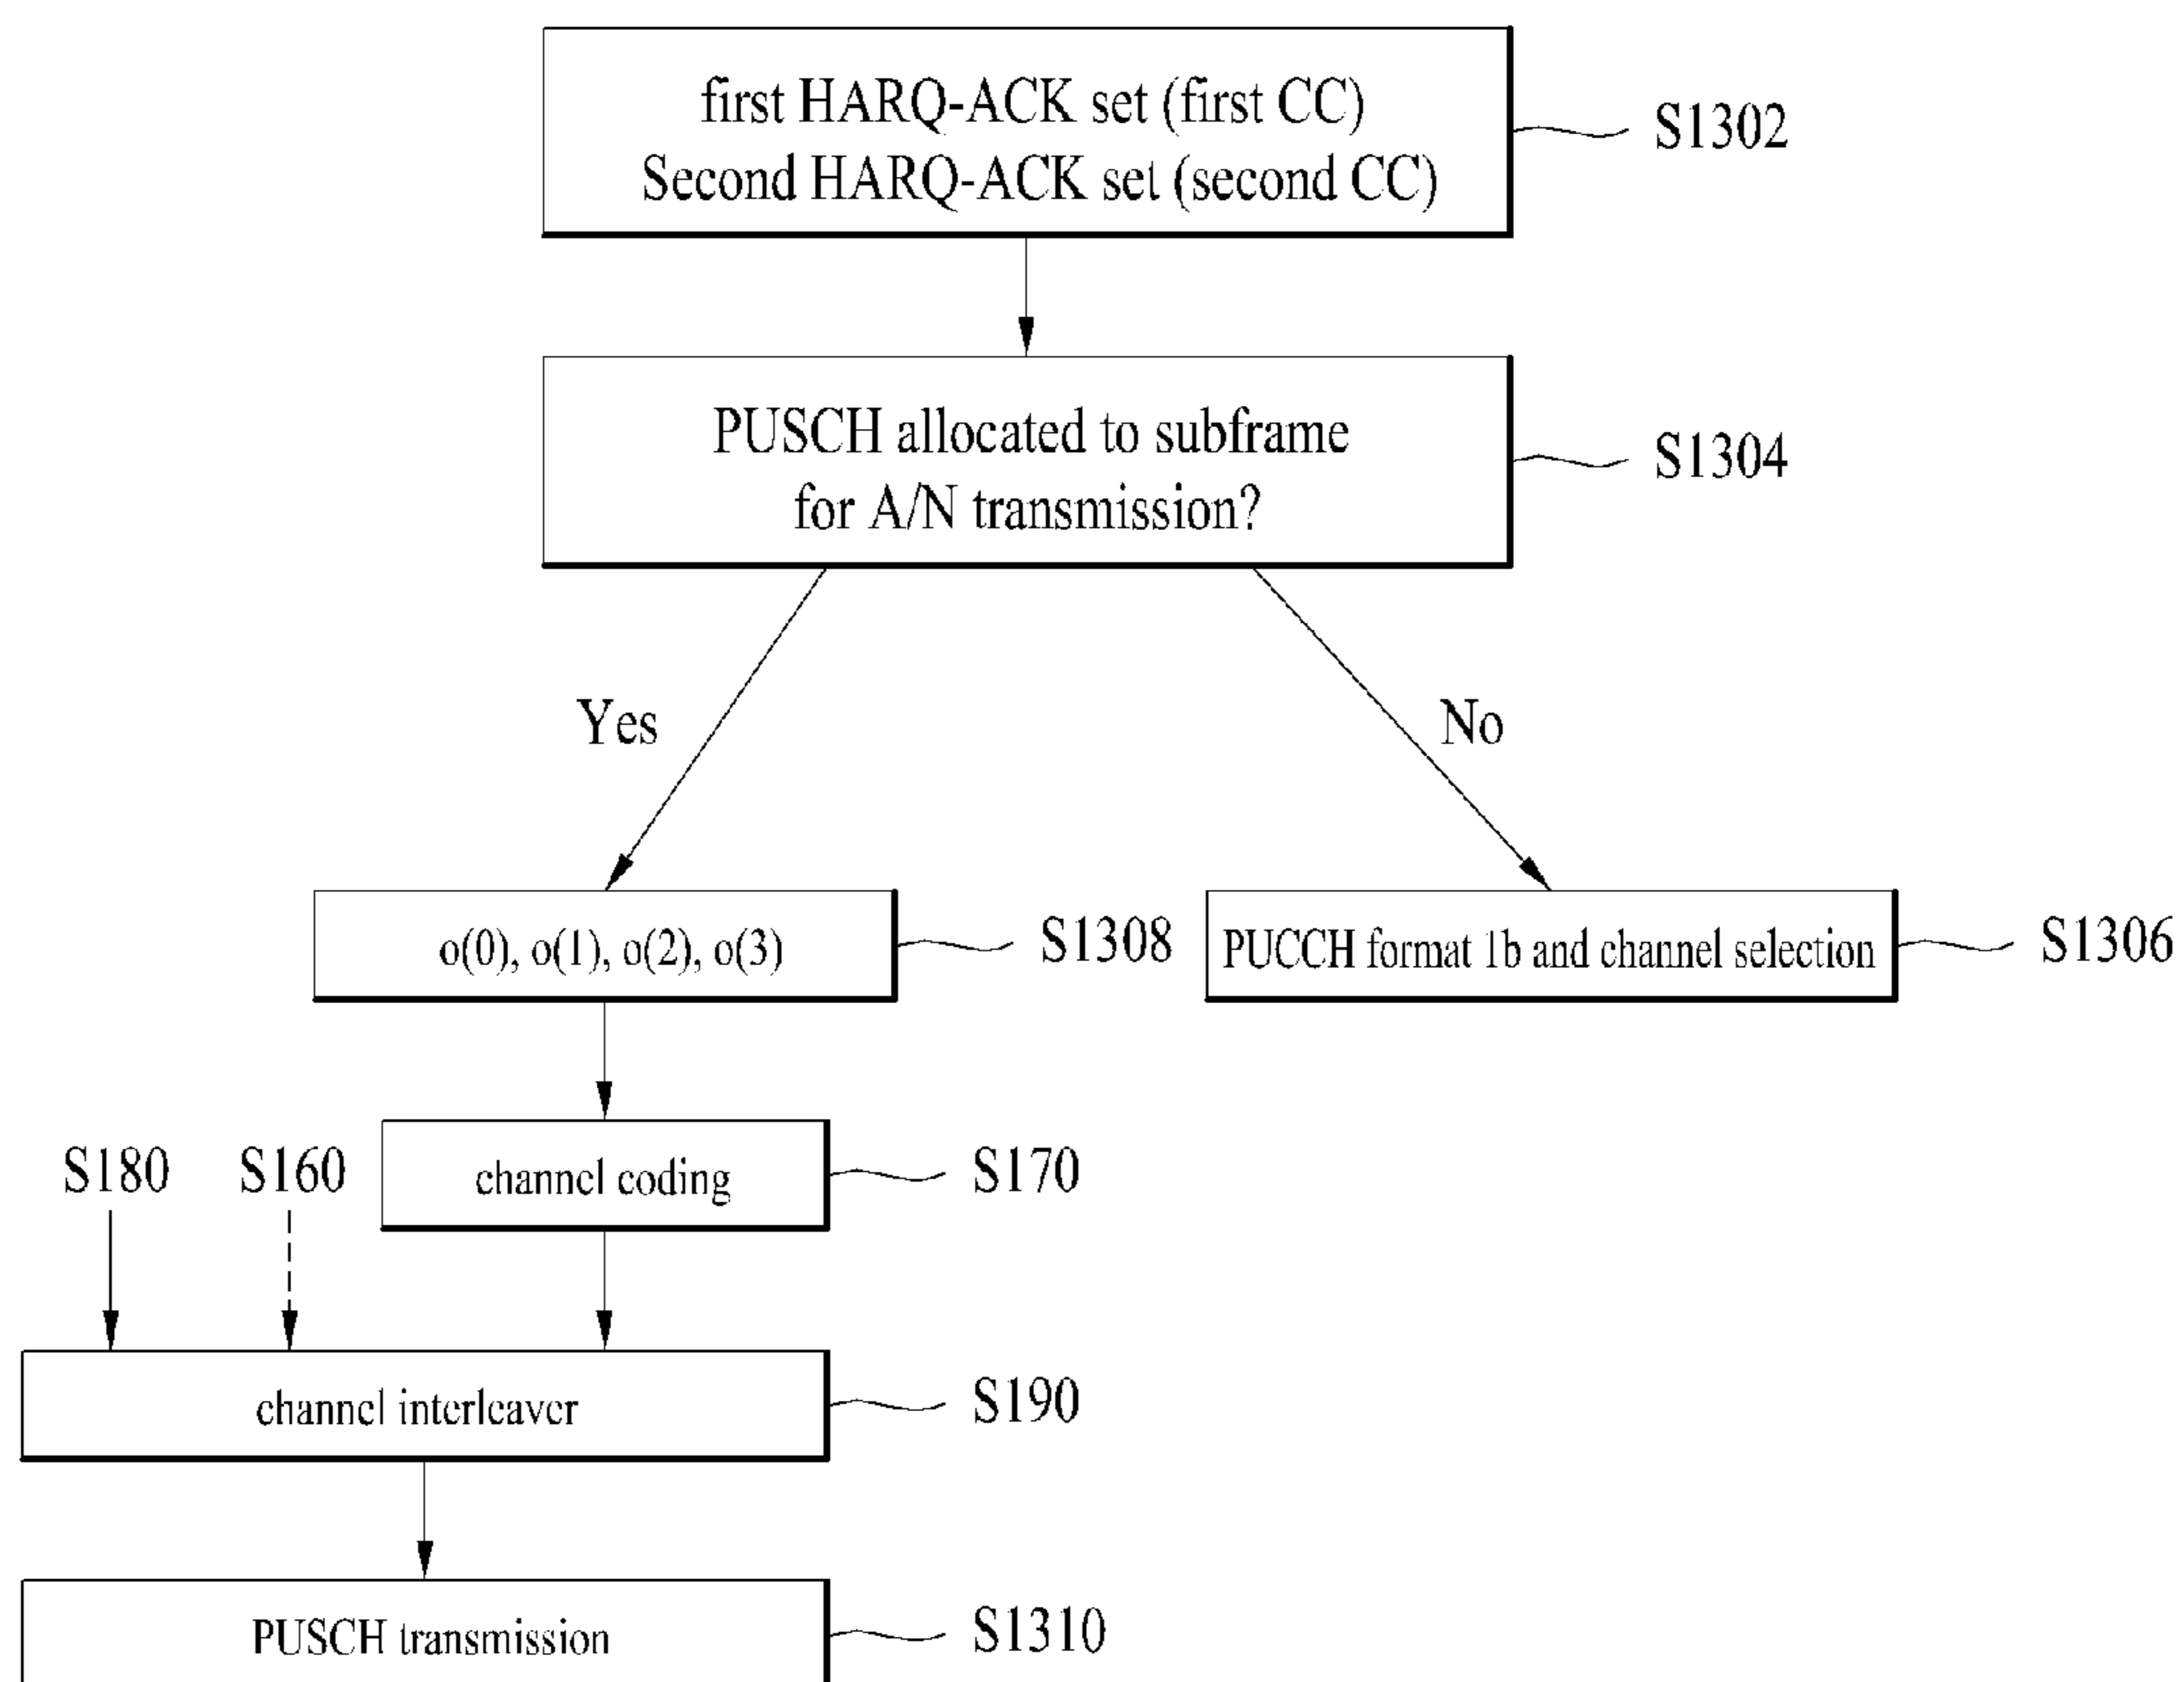 first HARQ-ACK set (first CC)
Second HARQ-ACK set (second CC)
S1302
PUSCH allocated to subframe
for A/N transmission?
S1304
Yes
No
o(0), o(1), o(2), o(3)
S1308
PUCCH format 1b and channel selection
S1306
S180
S160
channel coding
S170
channel interleaver
S190
PUSCH transmission
S1310